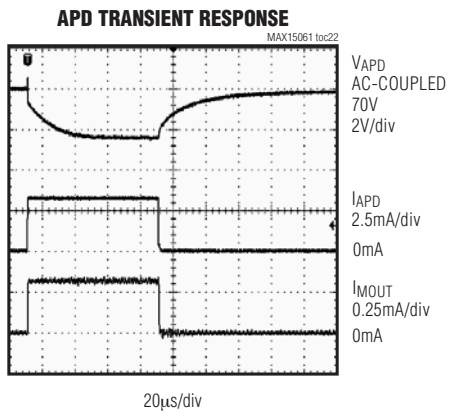 APD TRANSIENT RESPONSE
MAX15061 toc22
T
VAPD
AC-COUPLED
70V
2V/div
IAPD
2.5mA/div
0mA
IMOUT
0.25mA/div
0mA
20µs/div